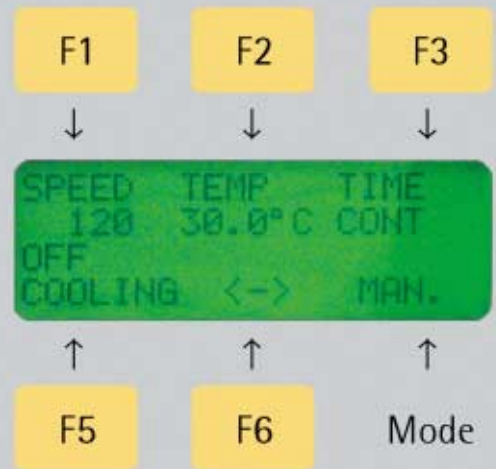 F1 F2 F3
↓ ↓ ↓
SPEED TEMP TIME
120 30.0°C CONT
OFF
COOLING <-> MAN.
↑ ↑ ↑
F5 F6 Mode